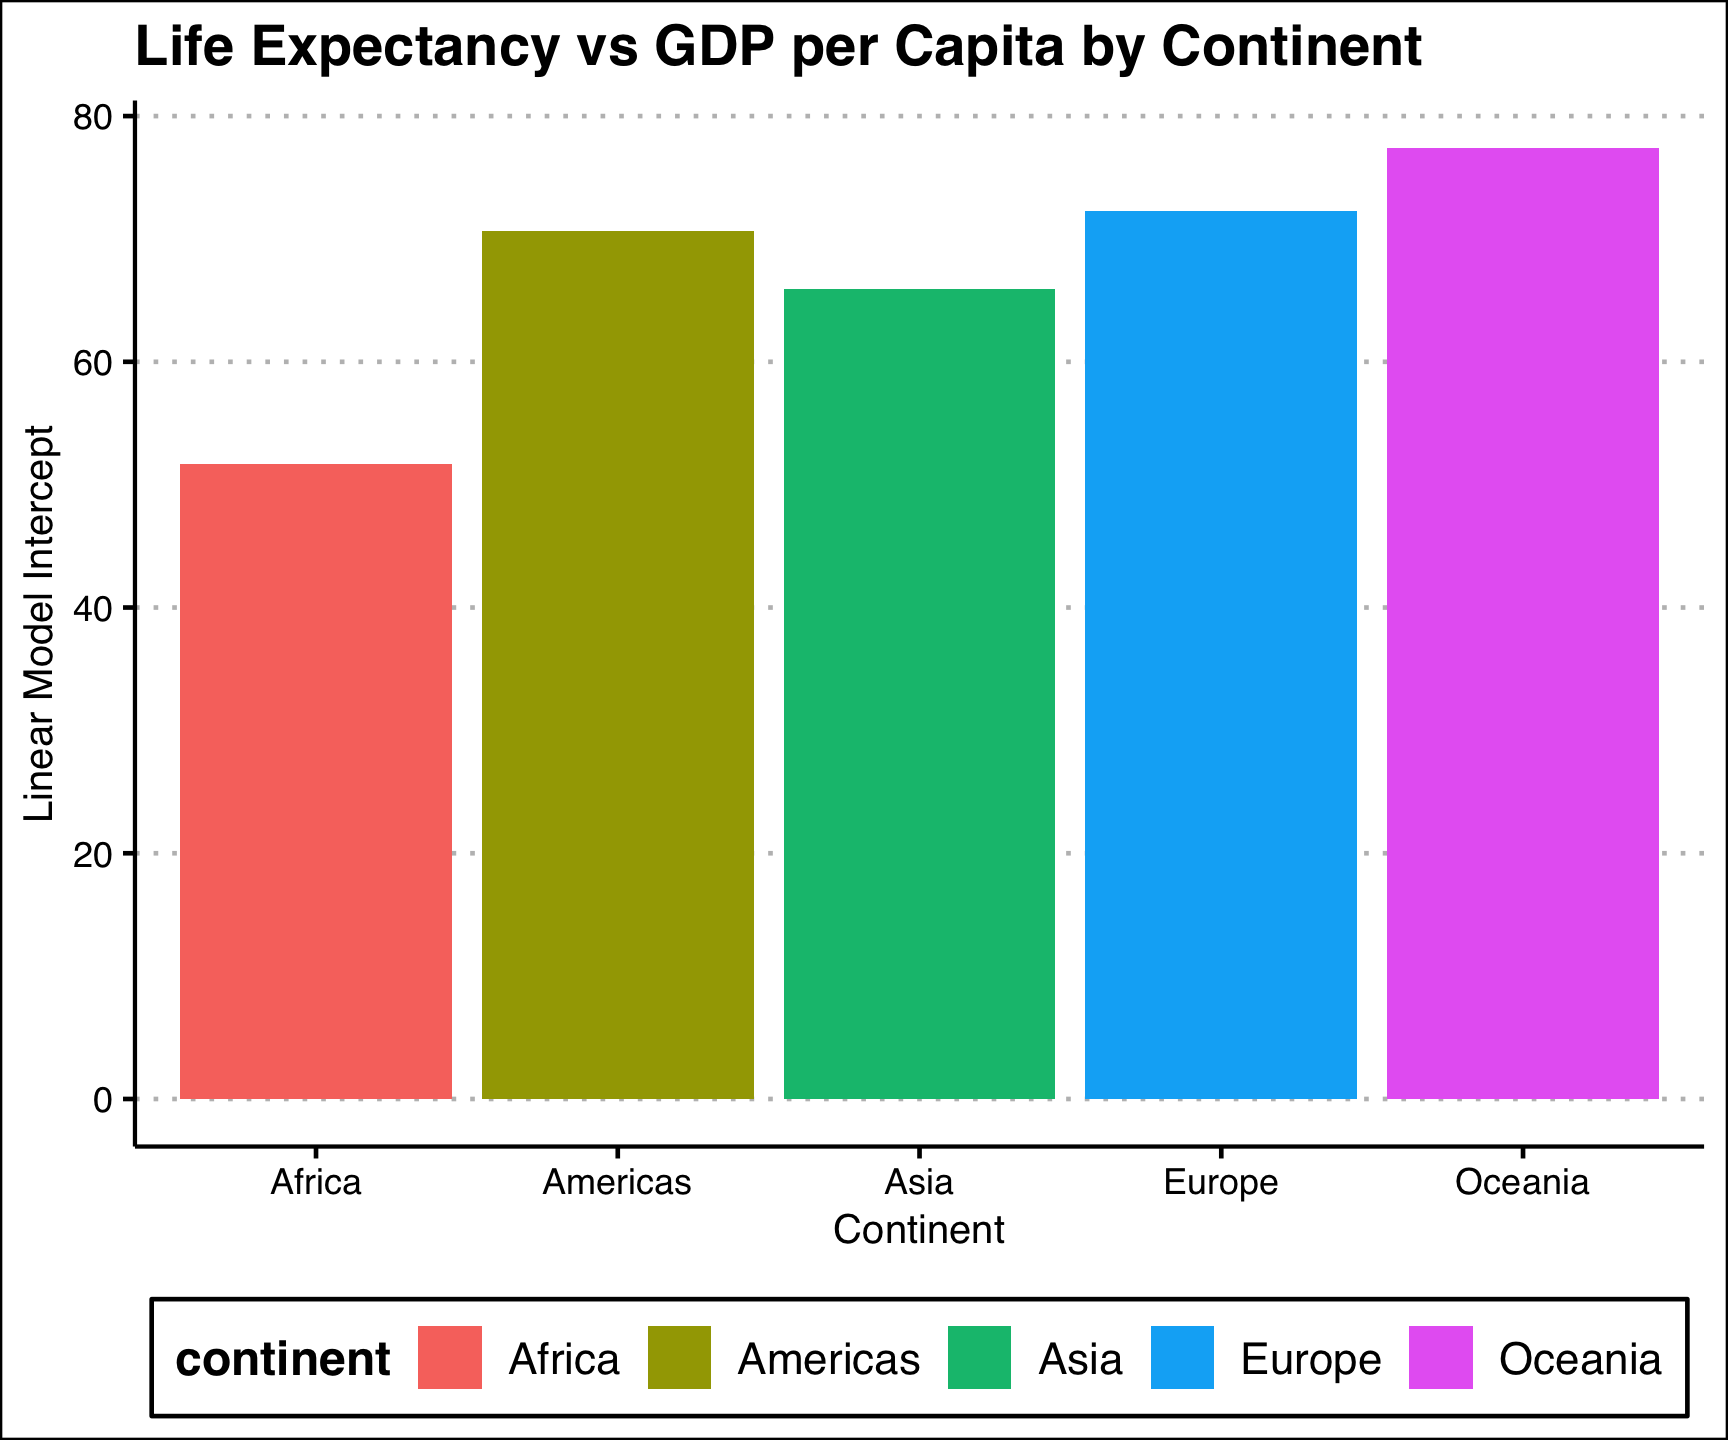 Life Expectancy vs GDP per Capita by Continent
Linear Model Intercept
80
60
40
20
0
Africa Americas Asia Europe Oceania
Continent
continent Africa Americas Asia Europe Oceania